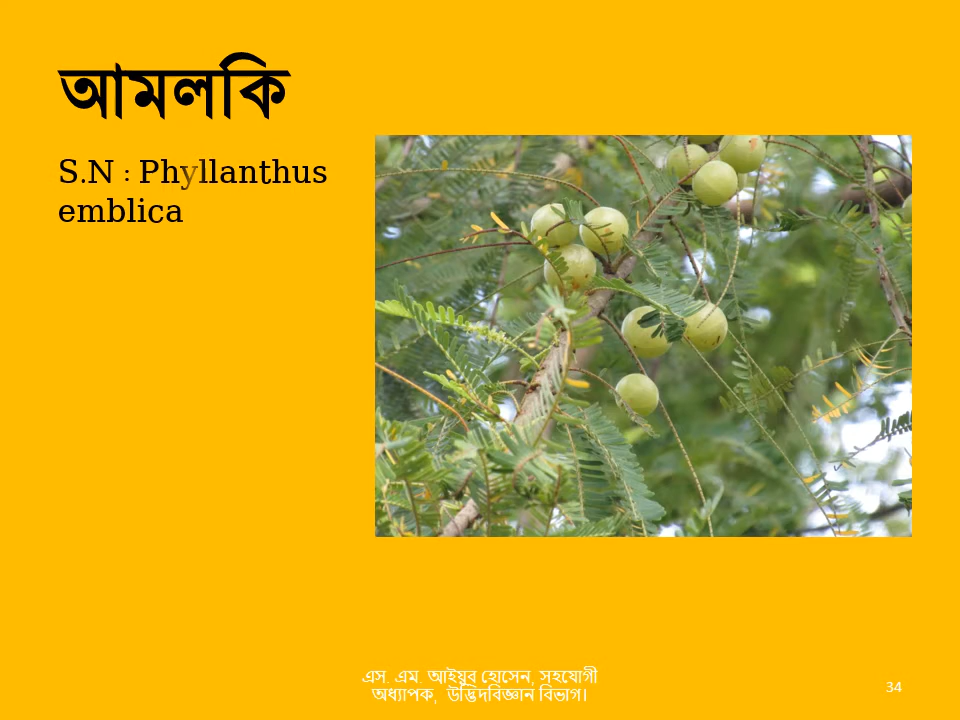 আমলকি
S.N : Phyllanthus
emblica
এস. এম. আইয়ুব হোসেন, সহযোগী
অধ্যাপক,  উদ্ভিদবিজ্ঞান বিভাগ।
34